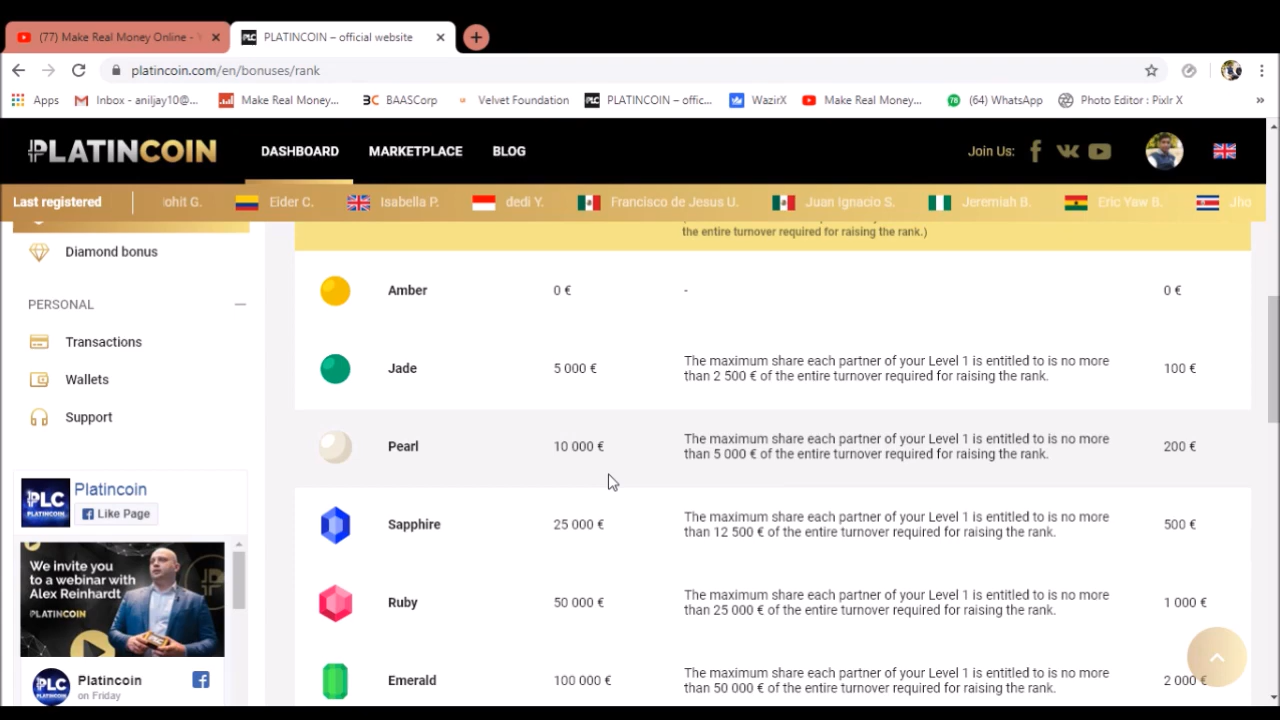 (77) Make Real Money Online -
PLATINCOIN – official website
platincoin.com/en/bonuses/rank
Apps Inbox - aniljay10@... Make Real Money... BAASCorp Velvet Foundation PLATINCOIN – offic... WazirX Make Real Money... (64) WhatsApp Photo Editor : Pixlr X »
PLATINCOIN DASHBOARD MARKETPLACE BLOG Join Us:
Last registered ohit G. Eider C. Isabella P. dedi Y. Francisco de Jesus U. Juan Ignacio S. Jeremiah B. Eric Yaw B. Jho
the entire turnover required for raising the rank.)
Diamond bonus
PERSONAL
Transactions
Wallets
Support
Amber 0 € - 0 €
Jade 5 000 € The maximum share each partner of your Level 1 is entitled to is no more
than 2 500 € of the entire turnover required for raising the rank. 100 €
Pearl 10 000 € The maximum share each partner of your Level 1 is entitled to is no more
than 5 000 € of the entire turnover required for raising the rank. 200 €
Sapphire 25 000 € The maximum share each partner of your Level 1 is entitled to is no more
than 12 500 € of the entire turnover required for raising the rank. 500 €
Ruby 50 000 € The maximum share each partner of your Level 1 is entitled to is no more
than 25 000 € of the entire turnover required for raising the rank. 1 000 €
Emerald 100 000 € The maximum share each partner of your Level 1 is entitled to is no more
than 50 000 € of the entire turnover required for raising the rank. 2 000 €
PLC
PLATINCOIN
Platincoin
Like Page
We invite you
to a webinar with
Alex Reinhardt
PLATINCOIN
PLC
PLATINCOIN
Platincoin
on Friday